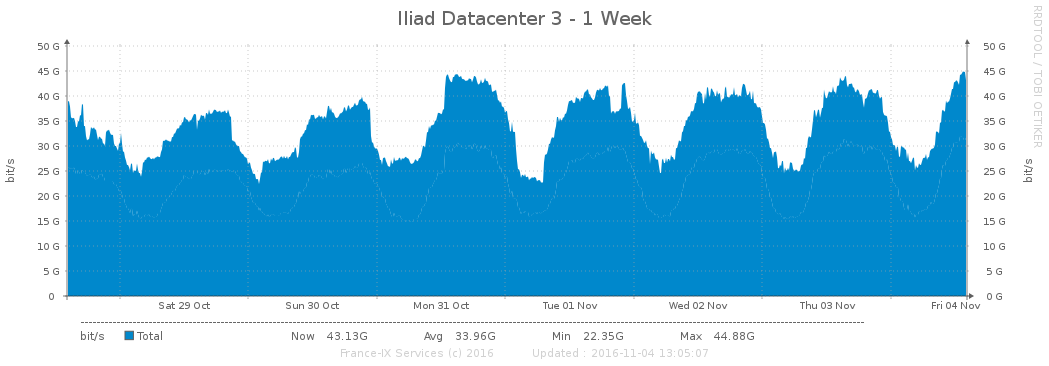 Iliad Datacenter 3 - 1 Week
RRDTOOL / TOBI OETIKER
bit/s
50 G
45 G
40 G
35 G
30 G
25 G
20 G
15 G
10 G
5 G
0
50 G
45 G
40 G
35 G
30 G
25 G
20 G
15 G
10 G
5 G
0 G
bit/s
Sat 29 Oct Sun 30 Oct Mon 31 Oct Tue 01 Nov Wed 02 Nov Thu 03 Nov Fri 04 Nov
bit/s Total Now 43.13G Avg 33.96G Min 22.35G Max 44.88G
France-IX Services (c) 2016 Updated : 2016-11-04 13:05:07